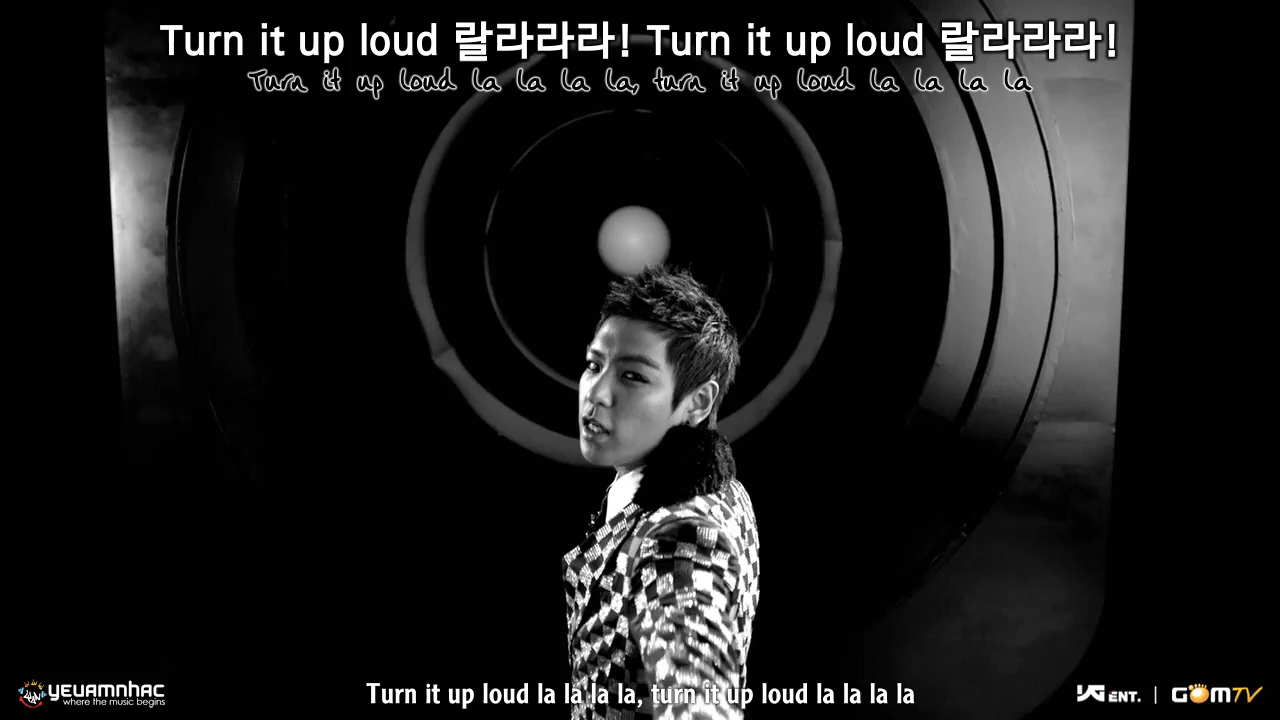 Turn it up loud 랄라라라! Turn it up loud 랄라라라!
Turn it up loud la la la la, turn it up loud la la la la
YEUAMNHAC
where the music begins
Turn it up loud la la la la, turn it up loud la la la la
YG ENT. | GOMTV